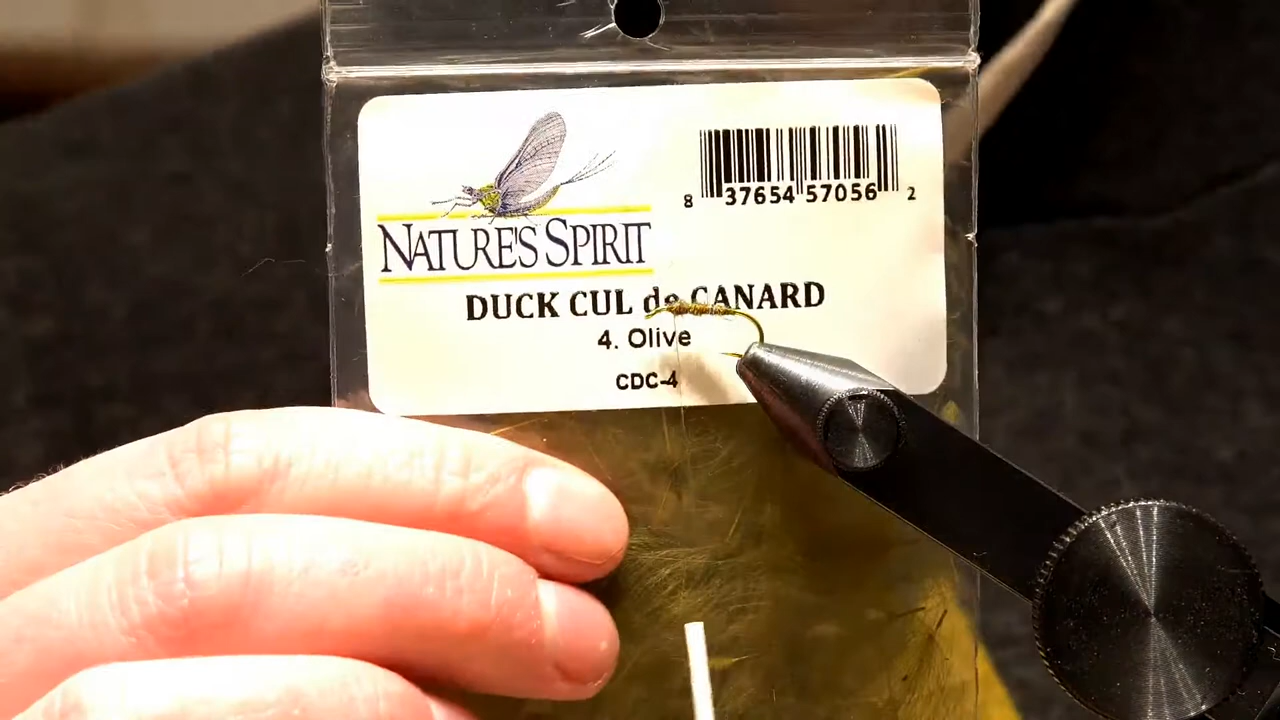 8 37654 57056 2
NATURE'S SPIRIT
DUCK CUL de CANARD
4. Olive
CDC-4